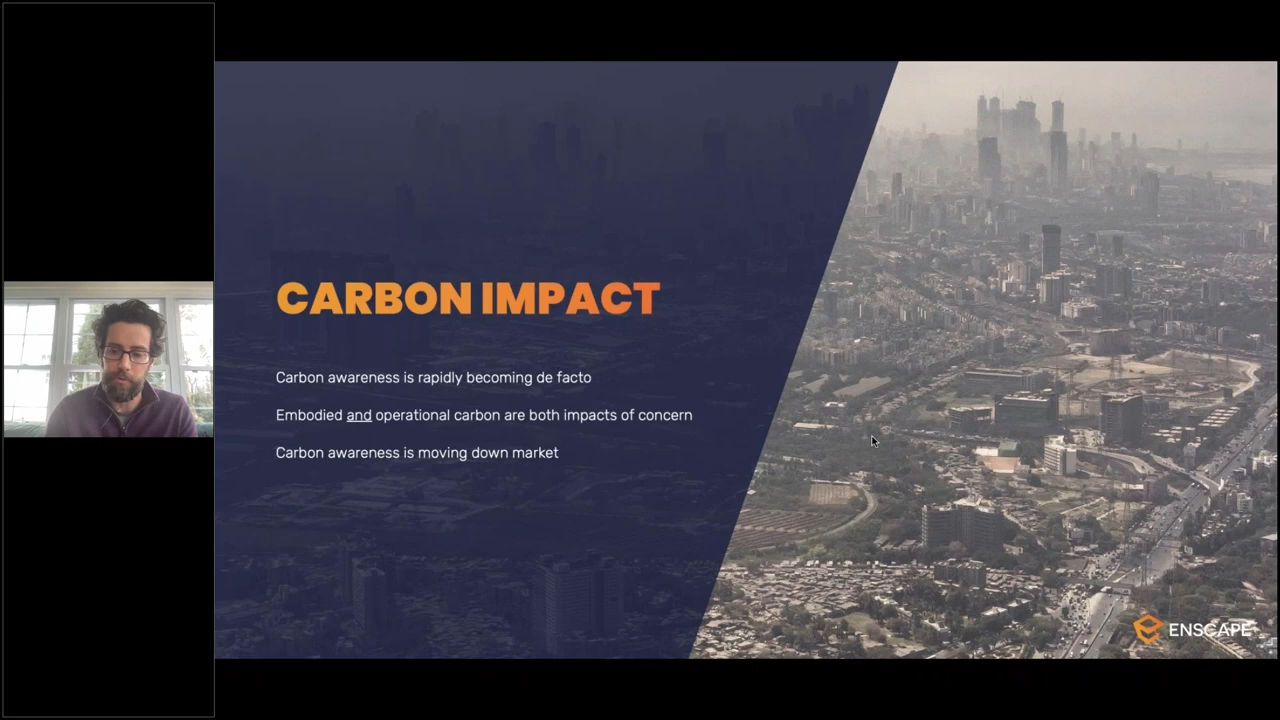 CARBON IMPACT
Carbon awareness is rapidly becoming de facto
Embodied and operational carbon are both impacts of concern
Carbon awareness is moving down market
ENSCAPE